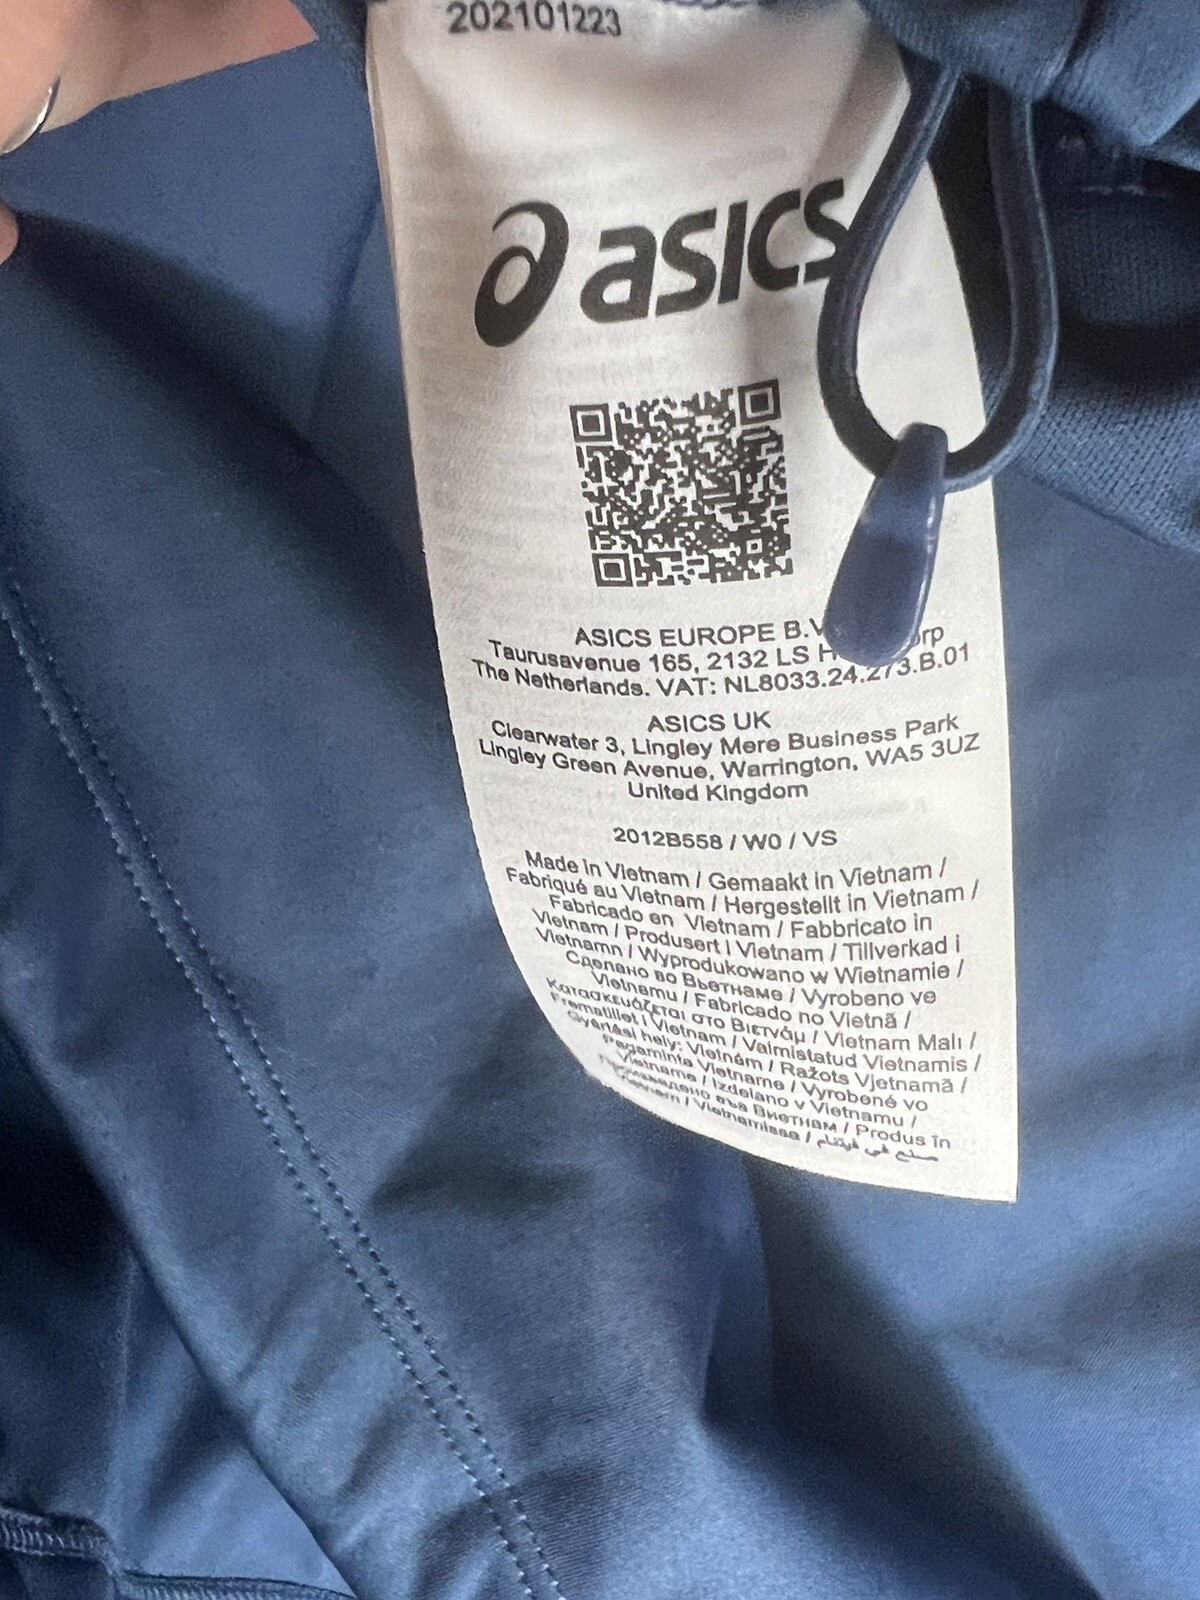 202101223
asics
ASICS EUROPE B.V
Taurusavenue 165, 2132 LS H
The Netherlands. VAT: NL8033.24.273.B.01
ASICS UK
Clearwater 3, Lingley Mere Business Park
Lingley Green Avenue, Warrington, WA5 3UZ
United Kingdom
2012B558 / W0 / VS
Made in Vietnam / Gemaakt in Vietnam /
Fabriqué au Vietnam / Hergestellt in Vietnam /
Fabricado en Vietnam / Fabbricato in
Vietnam / Produsert i Vietnam / Tillverkad i
Vietnamn / Wyprodukowano w Wietnamie /
Сделано во Вьетнаме / Vyrobeno ve
Vietnamu / Fabricado no Vietnã /
Κατασκευάζεται στο Βιετνάμ / Vietnam Malı /
Fremstillet i Vietnam / Valmistatud Vietnamis /
Gyártási hely: Vietnám / Ražots Vjetnamā /
Pagaminta Vietname / Vyrobené vo
Vietname / Izdelano v Vietnamu /
Произведено във Виетнам / Produs în
Vietnam / Vietnamissa / صنع في فيتنام